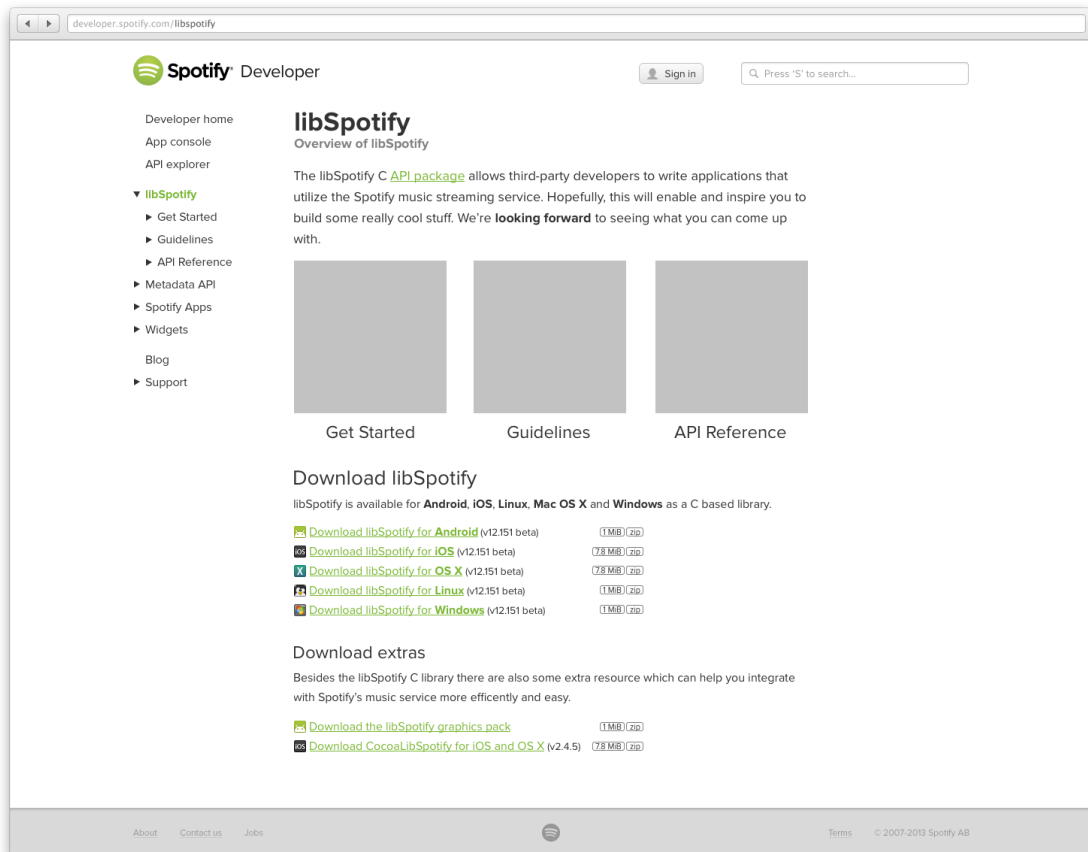 developer.spotify.com/libspotify
Spotify® Developer
Sign in
Press ‘S’ to search...
Developer home
App console
API explorer
libSpotify
Get Started
Guidelines
API Reference
Metadata API
Spotify Apps
Widgets
Blog
Support
libSpotify
Overview of libSpotify
The libSpotify C API package allows third-party developers to write applications that
utilize the Spotify music streaming service. Hopefully, this will enable and inspire you to
build some really cool stuff. We’re looking forward to seeing what you can come up
with.
Get Started
Guidelines
API Reference
Download libSpotify
libSpotify is available for Android, iOS, Linux, Mac OS X and Windows as a C based library.
Download libSpotify for Android (v12.151 beta) 1 MiB zip
iOS Download libSpotify for iOS (v12.151 beta) 7.8 MiB zip
X Download libSpotify for OS X (v12.151 beta) 7.8 MiB zip
Download libSpotify for Linux (v12.151 beta) 1 MiB zip
Download libSpotify for Windows (v12.151 beta) 1 MiB zip
Download extras
Besides the libSpotify C library there are also some extra resource which can help you integrate
with Spotify’s music service more efficently and easy.
Download the libSpotify graphics pack 1 MiB zip
iOS Download CocoaLibSpotify for iOS and OS X (v2.4.5) 7.8 MiB zip
About Contact us Jobs Terms © 2007-2013 Spotify AB